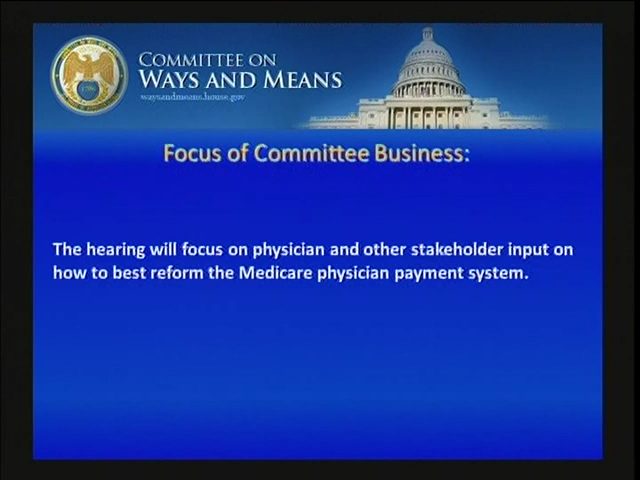 COMMITTEE ON
WAYS AND MEANS
waysandmeans.house.gov
Focus of Committee Business:
The hearing will focus on physician and other stakeholder input on
how to best reform the Medicare physician payment system.